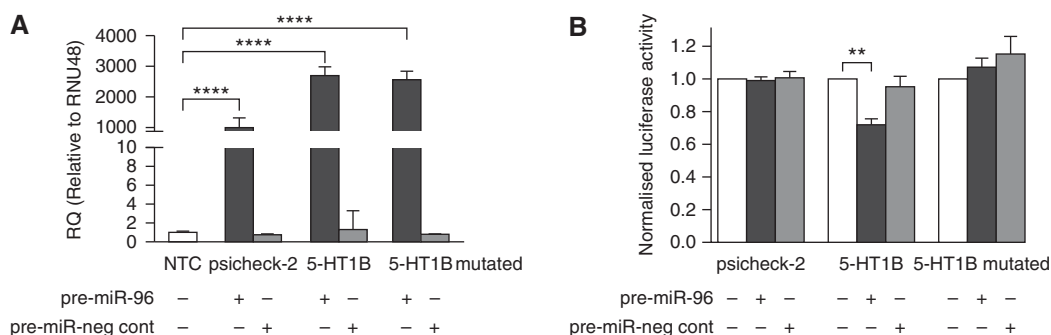 A
RQ (Relative to RNU48)
****
****
****
4000
3000
2000
1000
10
8
6
4
2
0
NTC psicheck-2 5-HT1B 5-HT1B mutated
pre-miR-96 – + – + – + –
pre-miR-neg cont – – + – + – +
B
Normalised luciferase activity
**
1.2
1.0
0.8
0.6
0.4
0.2
0.0
psicheck-2 5-HT1B 5-HT1B mutated
pre-miR-96 – + – – + – – + –
pre-miR-neg cont – – + – – + – – +